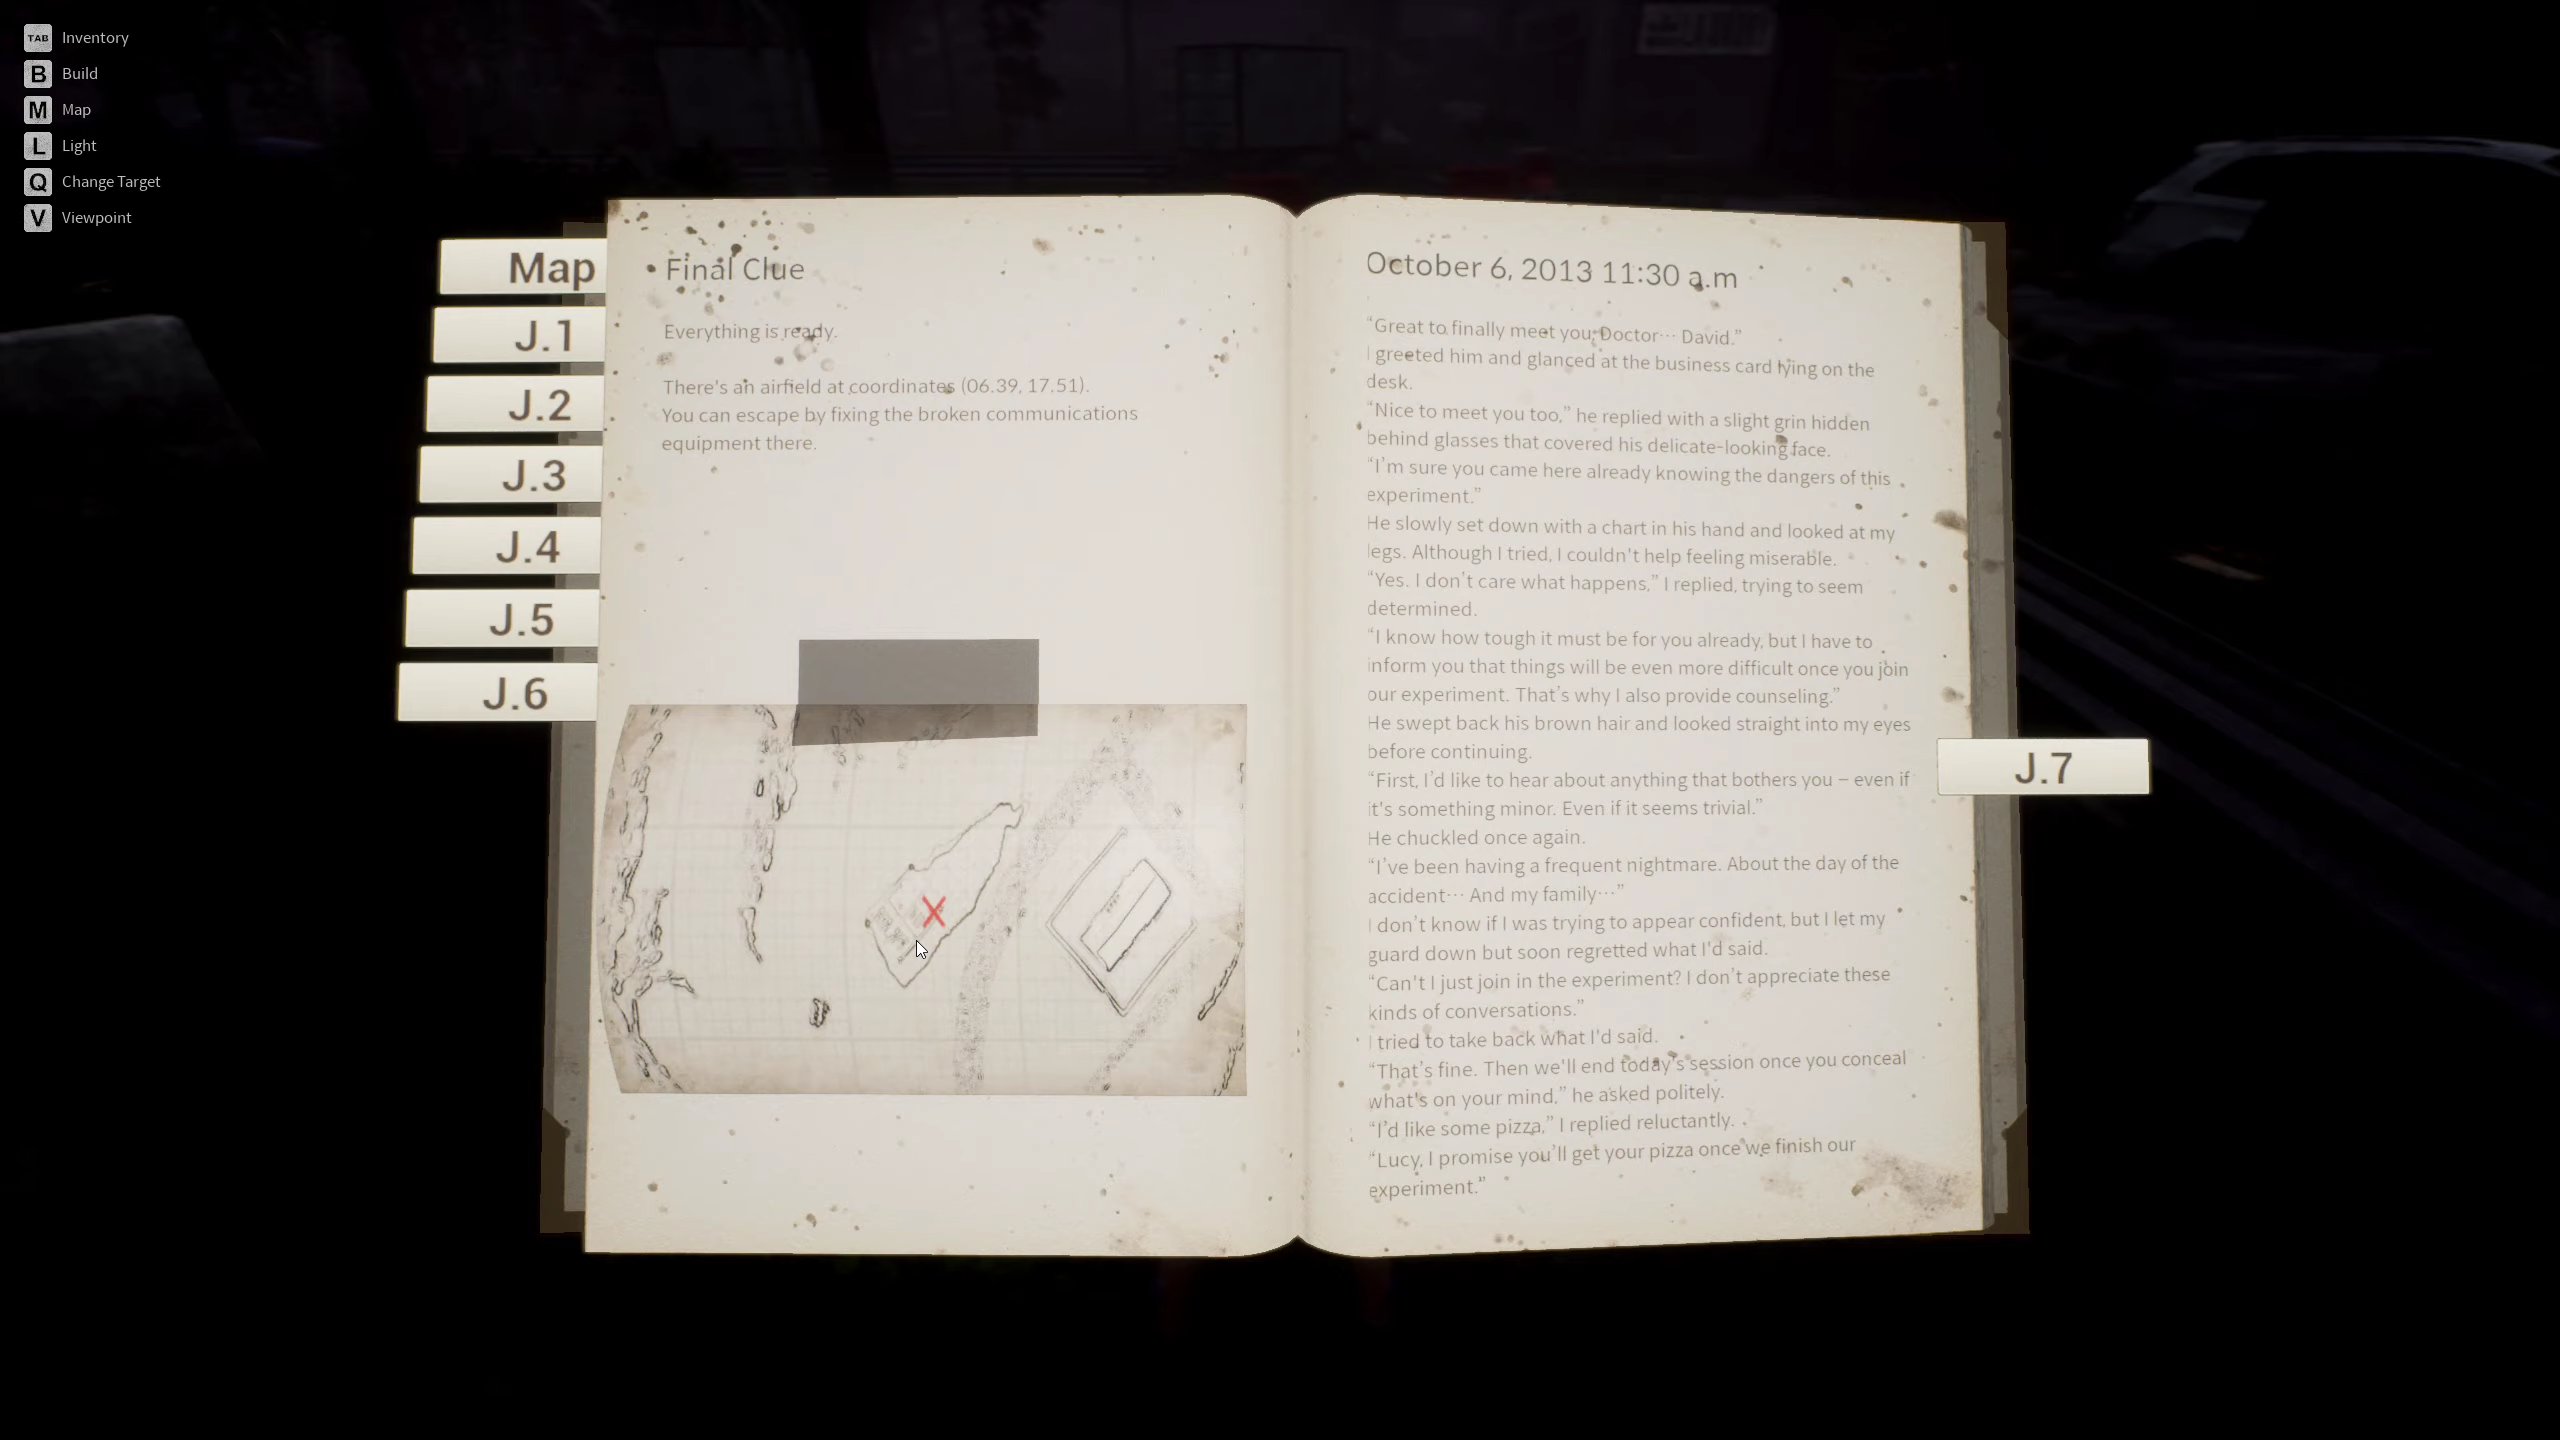 TAB Inventory
B Build
M Map
L Light
Q Change Target
V Viewpoint
Map
J.1
J.2
J.3
J.4
J.5
J.6
Final Clue
Everything is ready.
There's an airfield at coordinates (06.39, 17.51).
You can escape by fixing the broken communications
equipment there.
October 6, 2013 11:30 a.m
“Great to finally meet you, Doctor… David.”
I greeted him and glanced at the business card lying on the
desk.
“Nice to meet you too,” he replied with a slight grin hidden
behind glasses that covered his delicate-looking face.
“I’m sure you came here already knowing the dangers of this
experiment.”
He slowly set down with a chart in his hand and looked at my
legs. Although I tried, I couldn't help feeling miserable.
“Yes. I don’t care what happens,” I replied, trying to seem
determined.
“I know how tough it must be for you already, but I have to
inform you that things will be even more difficult once you join
our experiment. That’s why I also provide counseling.”
He swept back his brown hair and looked straight into my eyes
before continuing.
“First, I’d like to hear about anything that bothers you – even if
it's something minor. Even if it seems trivial.”
He chuckled once again.
“I’ve been having a frequent nightmare. About the day of the
accident… And my family…”
I don’t know if I was trying to appear confident, but I let my
guard down but soon regretted what I'd said.
“Can't I just join in the experiment? I don’t appreciate these
kinds of conversations.”
I tried to take back what I'd said.
“That’s fine. Then we'll end today’s session once you conceal
what's on your mind,” he asked politely.
“I’d like some pizza,” I replied reluctantly.
“Lucy, I promise you’ll get your pizza once we finish our
experiment.”
J.7